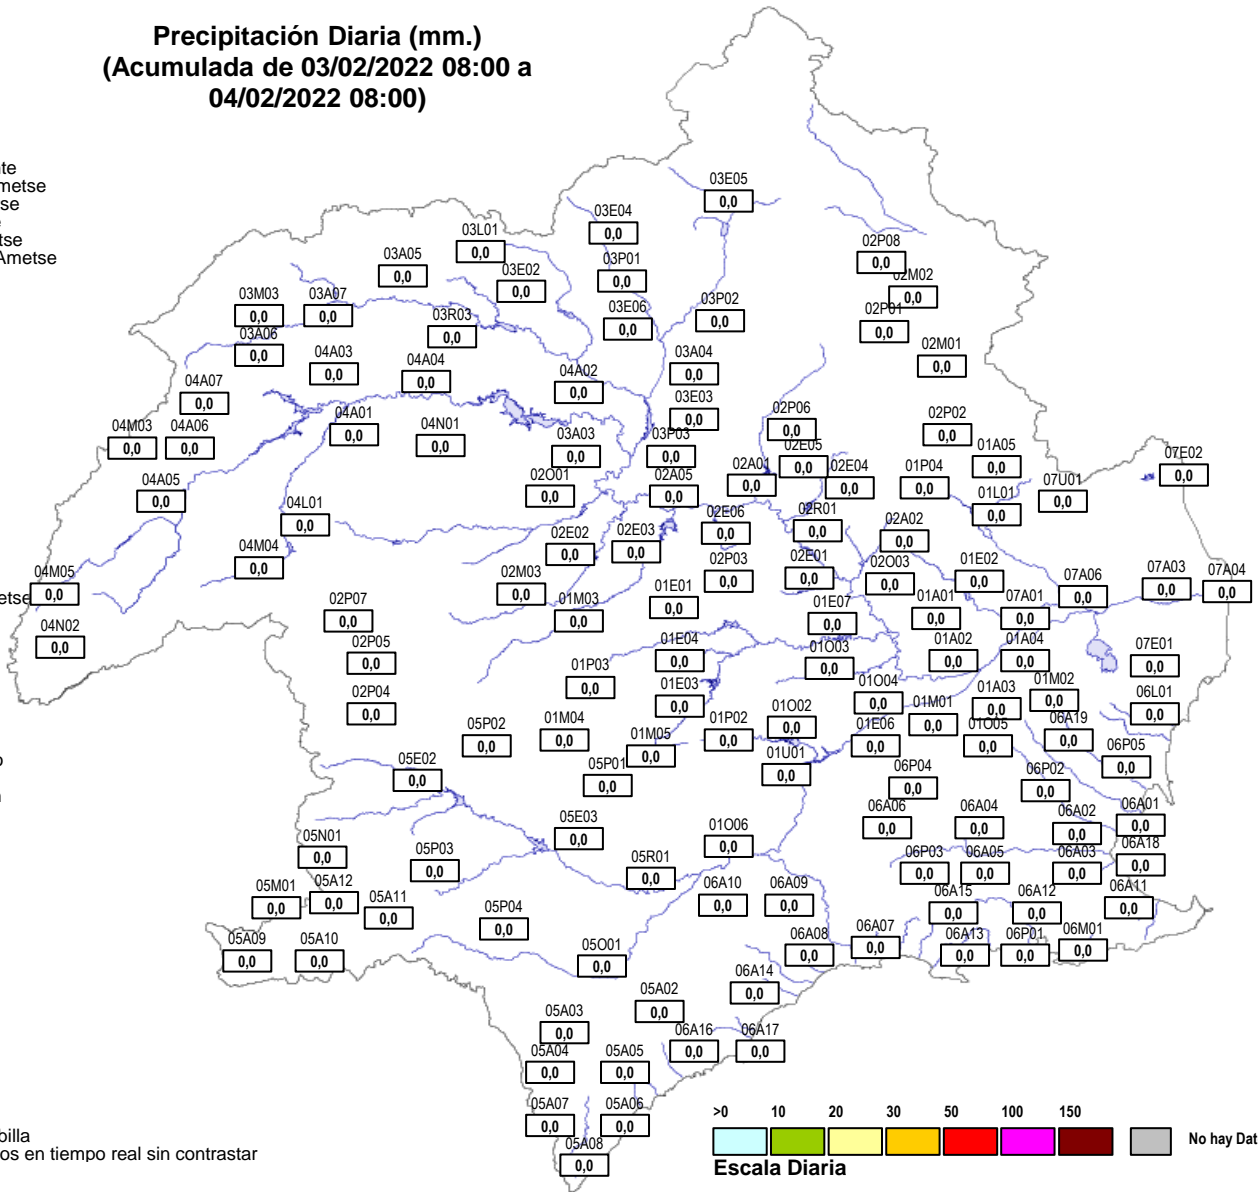 Precipitación Diaria (mm.)
(Acumulada de 03/02/2022 08:00 a
04/02/2022 08:00)
nte
metse
se
tse
Ametse
etse
billa
os en tiempo real sin contrastar
03E05
0,0
03E04
0,0
03L01
0,0
03A05
0,0
03P01
0,0
03E02
0,0
02P08
0,0
02M02
0,0
03M03
0,0
03A07
0,0
03R03
0,0
03E06
0,0
03P02
0,0
02P01
0,0
03A06
0,0
04A03
0,0
04A04
0,0
04A02
0,0
03A04
0,0
02M01
0,0
04A07
0,0
03E03
0,0
04M03
0,0
04A06
0,0
04A01
0,0
04N01
0,0
03A03
0,0
03P03
0,0
02P06
0,0
02P02
0,0
02E05
0,0
01A05
0,0
07E02
0,0
04A05
0,0
02O01
0,0
02A05
0,0
02A01
0,0
02E04
0,0
01P04
0,0
07U01
0,0
01L01
0,0
04L01
0,0
02E06
0,0
02R01
0,0
02A02
0,0
02E02
0,0
02E03
0,0
04M04
0,0
02P03
0,0
02E01
0,0
02O03
0,0
01E02
0,0
04M05
0,0
02M03
0,0
07A06
0,0
07A03
0,0
07A04
0,0
01M03
0,0
01E01
0,0
01E07
0,0
01A01
0,0
07A01
0,0
02P07
0,0
04N02
0,0
02P05
0,0
01E04
0,0
01O03
0,0
01A02
0,0
01A04
0,0
07E01
0,0
01P03
0,0
02P04
0,0
01E03
0,0
01O04
0,0
01A03
0,0
01M02
0,0
06L01
0,0
05P02
0,0
01M04
0,0
01M05
0,0
01P02
0,0
01O02
0,0
01M01
0,0
01E06
0,0
01O05
0,0
06A19
0,0
06P05
0,0
05E02
0,0
05P01
0,0
01U01
0,0
06P04
0,0
06P02
0,0
05E03
0,0
01O06
0,0
06A06
0,0
06A04
0,0
06A02
0,0
06A01
0,0
05N01
0,0
05P03
0,0
05R01
0,0
06P03
0,0
06A05
0,0
06A03
0,0
06A18
0,0
05M01
0,0
05A12
0,0
05A11
0,0
05P04
0,0
06A10
0,0
06A09
0,0
06A15
0,0
06A12
0,0
06A11
0,0
05A09
0,0
05A10
0,0
05O01
0,0
06A08
0,0
06A07
0,0
06A13
0,0
06P01
0,0
06M01
0,0
06A14
0,0
05A02
0,0
05A03
0,0
06A16
0,0
06A17
0,0
05A04
0,0
05A05
0,0
05A07
0,0
05A06
0,0
05A08
0,0
>0 10 20 30 50 100 150
No hay Dat
Escala Diaria